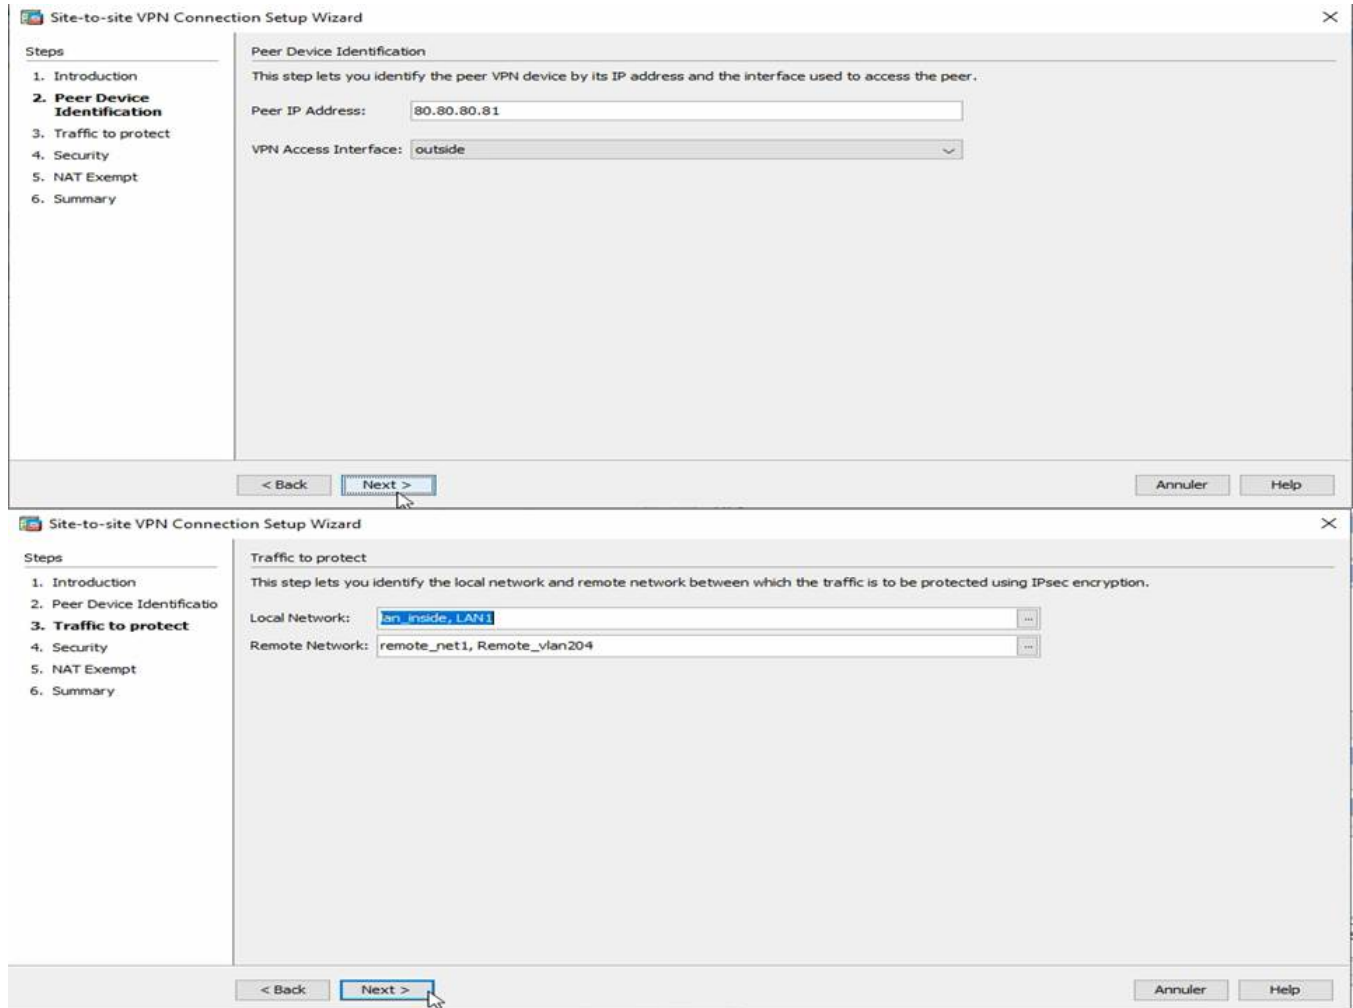 Site-to-site VPN Connection Setup Wizard
Steps
1. Introduction
2. Peer Device
Identification
3. Traffic to protect
4. Security
5. NAT Exempt
6. Summary
Peer Device Identification
This step lets you identify the peer VPN device by its IP address and the interface used to access the peer.
Peer IP Address: 80.80.80.81
VPN Access Interface: outside
< Back Next > Annuler Help
Site-to-site VPN Connection Setup Wizard
Steps
1. Introduction
2. Peer Device Identificatio
3. Traffic to protect
4. Security
5. NAT Exempt
6. Summary
Traffic to protect
This step lets you identify the local network and remote network between which the traffic is to be protected using IPsec encryption.
Local Network: lan_inside, LAN1 ...
Remote Network: remote_net1, Remote_vlan204 ...
< Back Next > Annuler Help